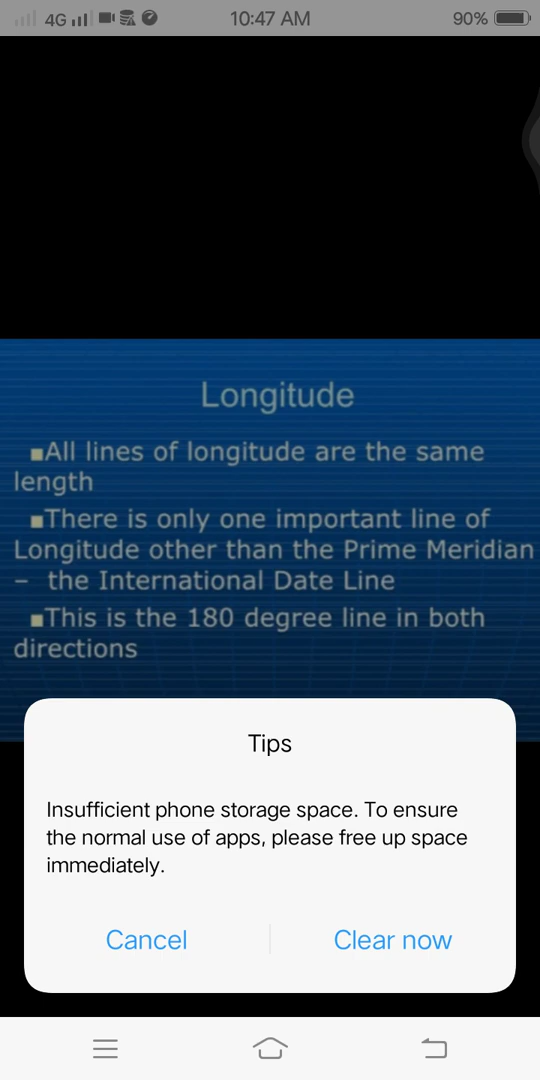 4G 10:47 AM 90%
Longitude
■All lines of longitude are the same
length
■There is only one important line of
Longitude other than the Prime Meridian
– the International Date Line
■This is the 180 degree line in both
directions
Tips
Insufficient phone storage space. To ensure
the normal use of apps, please free up space
immediately.
Cancel Clear now